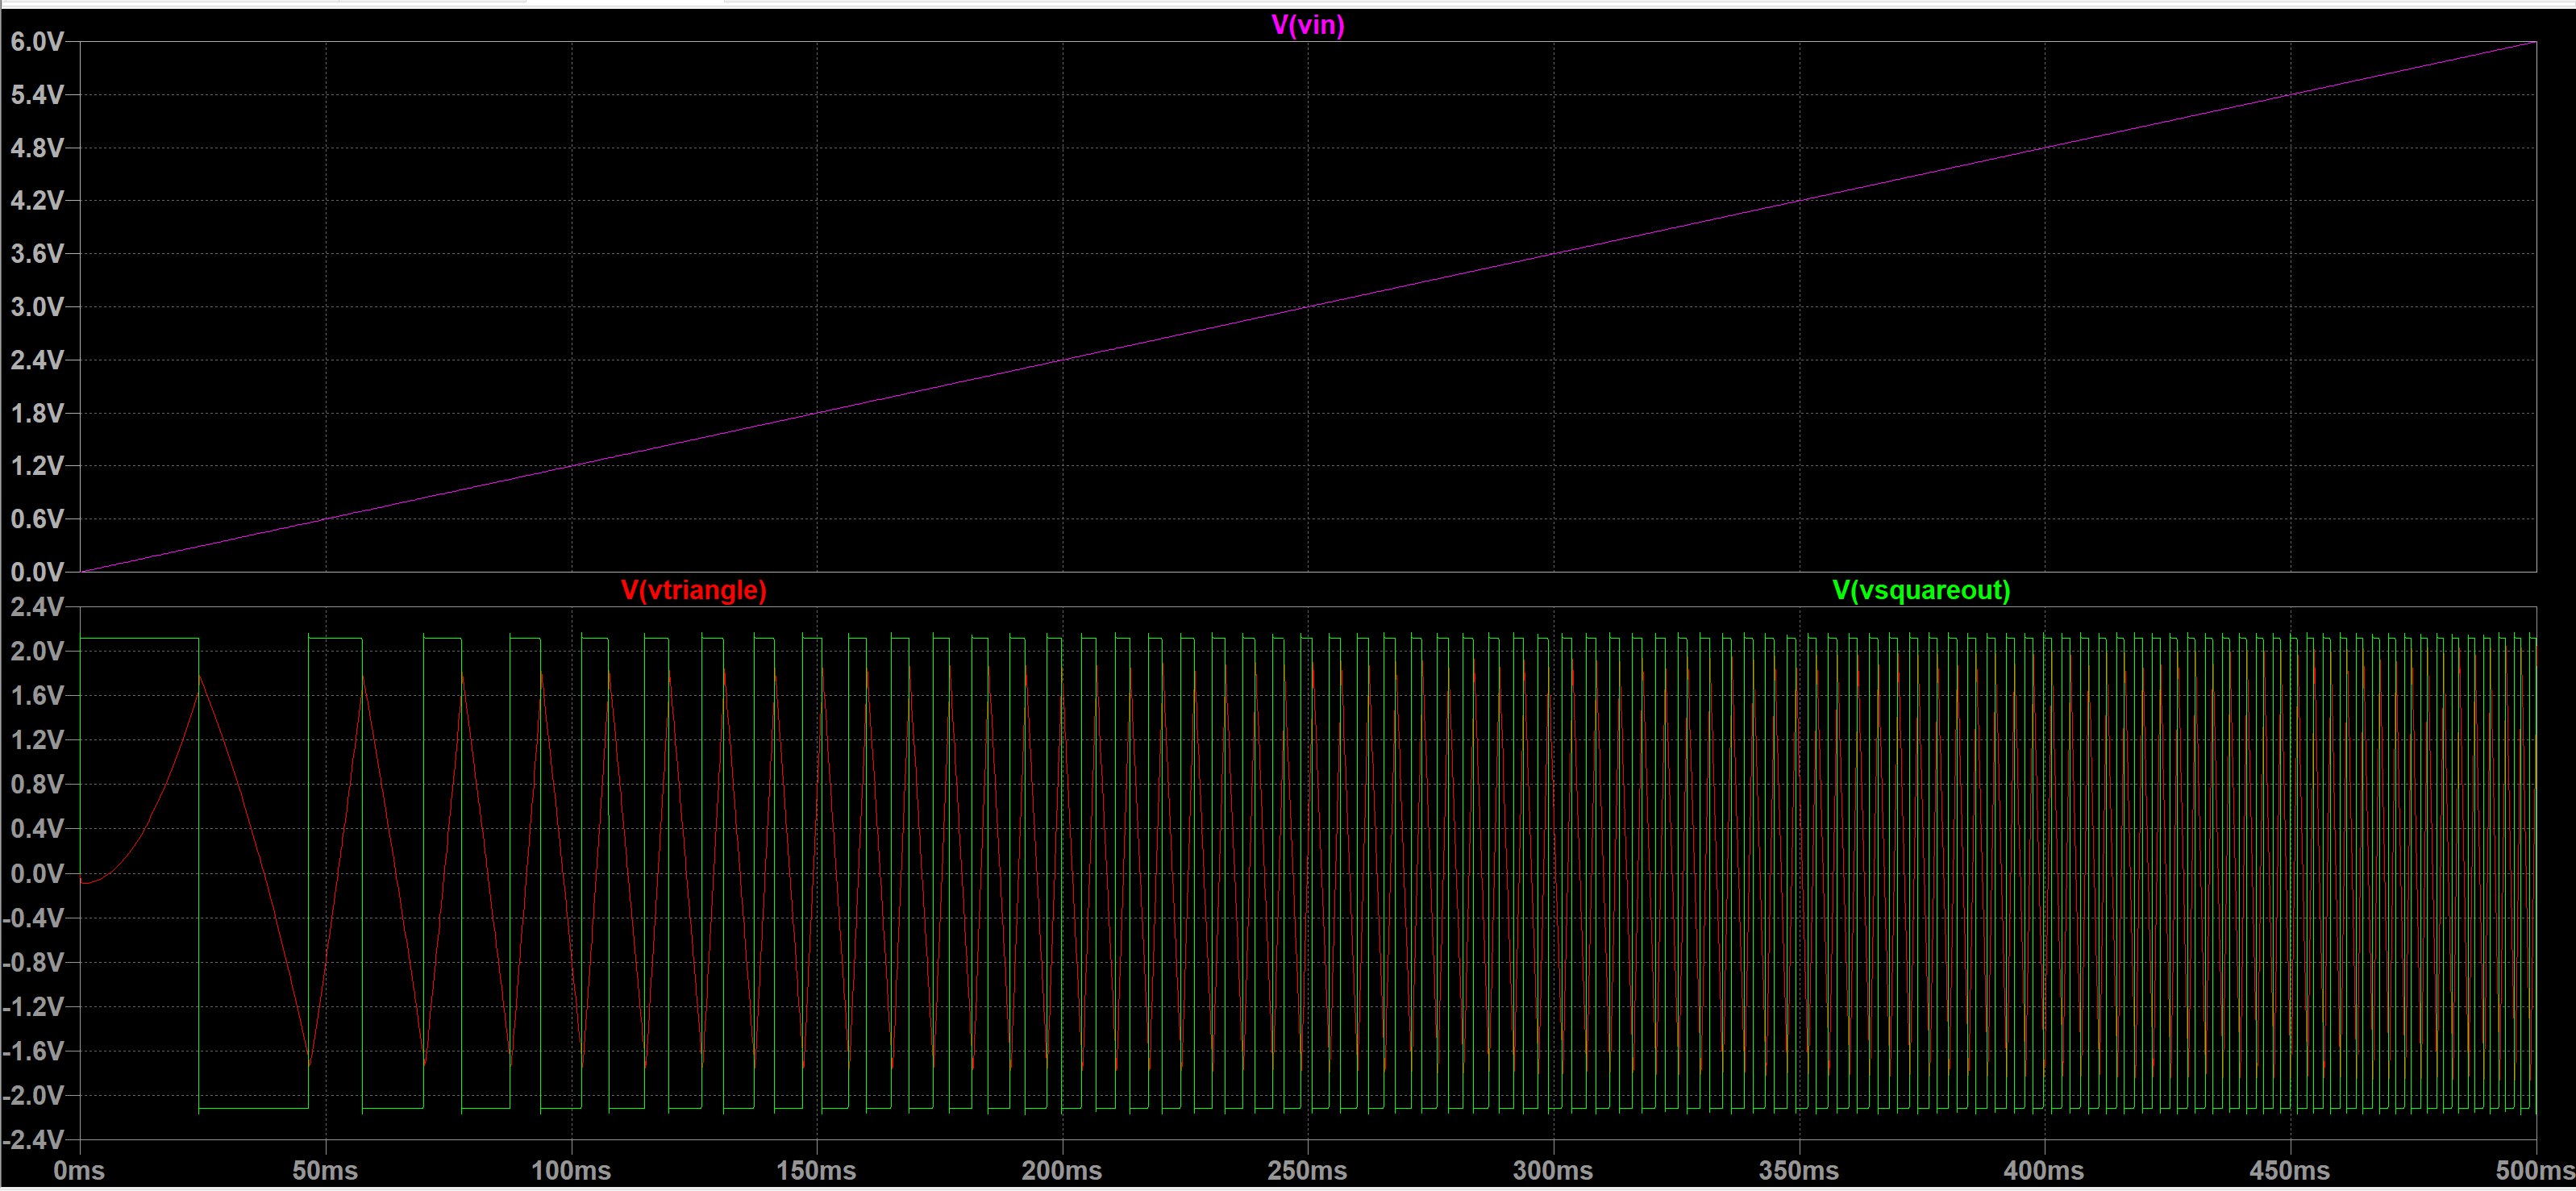 V(vin)
6.0V
5.4V
4.8V
4.2V
3.6V
3.0V
2.4V
1.8V
1.2V
0.6V
0.0V
V(vtriangle) V(vsquareout)
2.4V
2.0V
1.6V
1.2V
0.8V
0.4V
0.0V
-0.4V
-0.8V
-1.2V
-1.6V
-2.0V
-2.4V
0ms 50ms 100ms 150ms 200ms 250ms 300ms 350ms 400ms 450ms 500ms